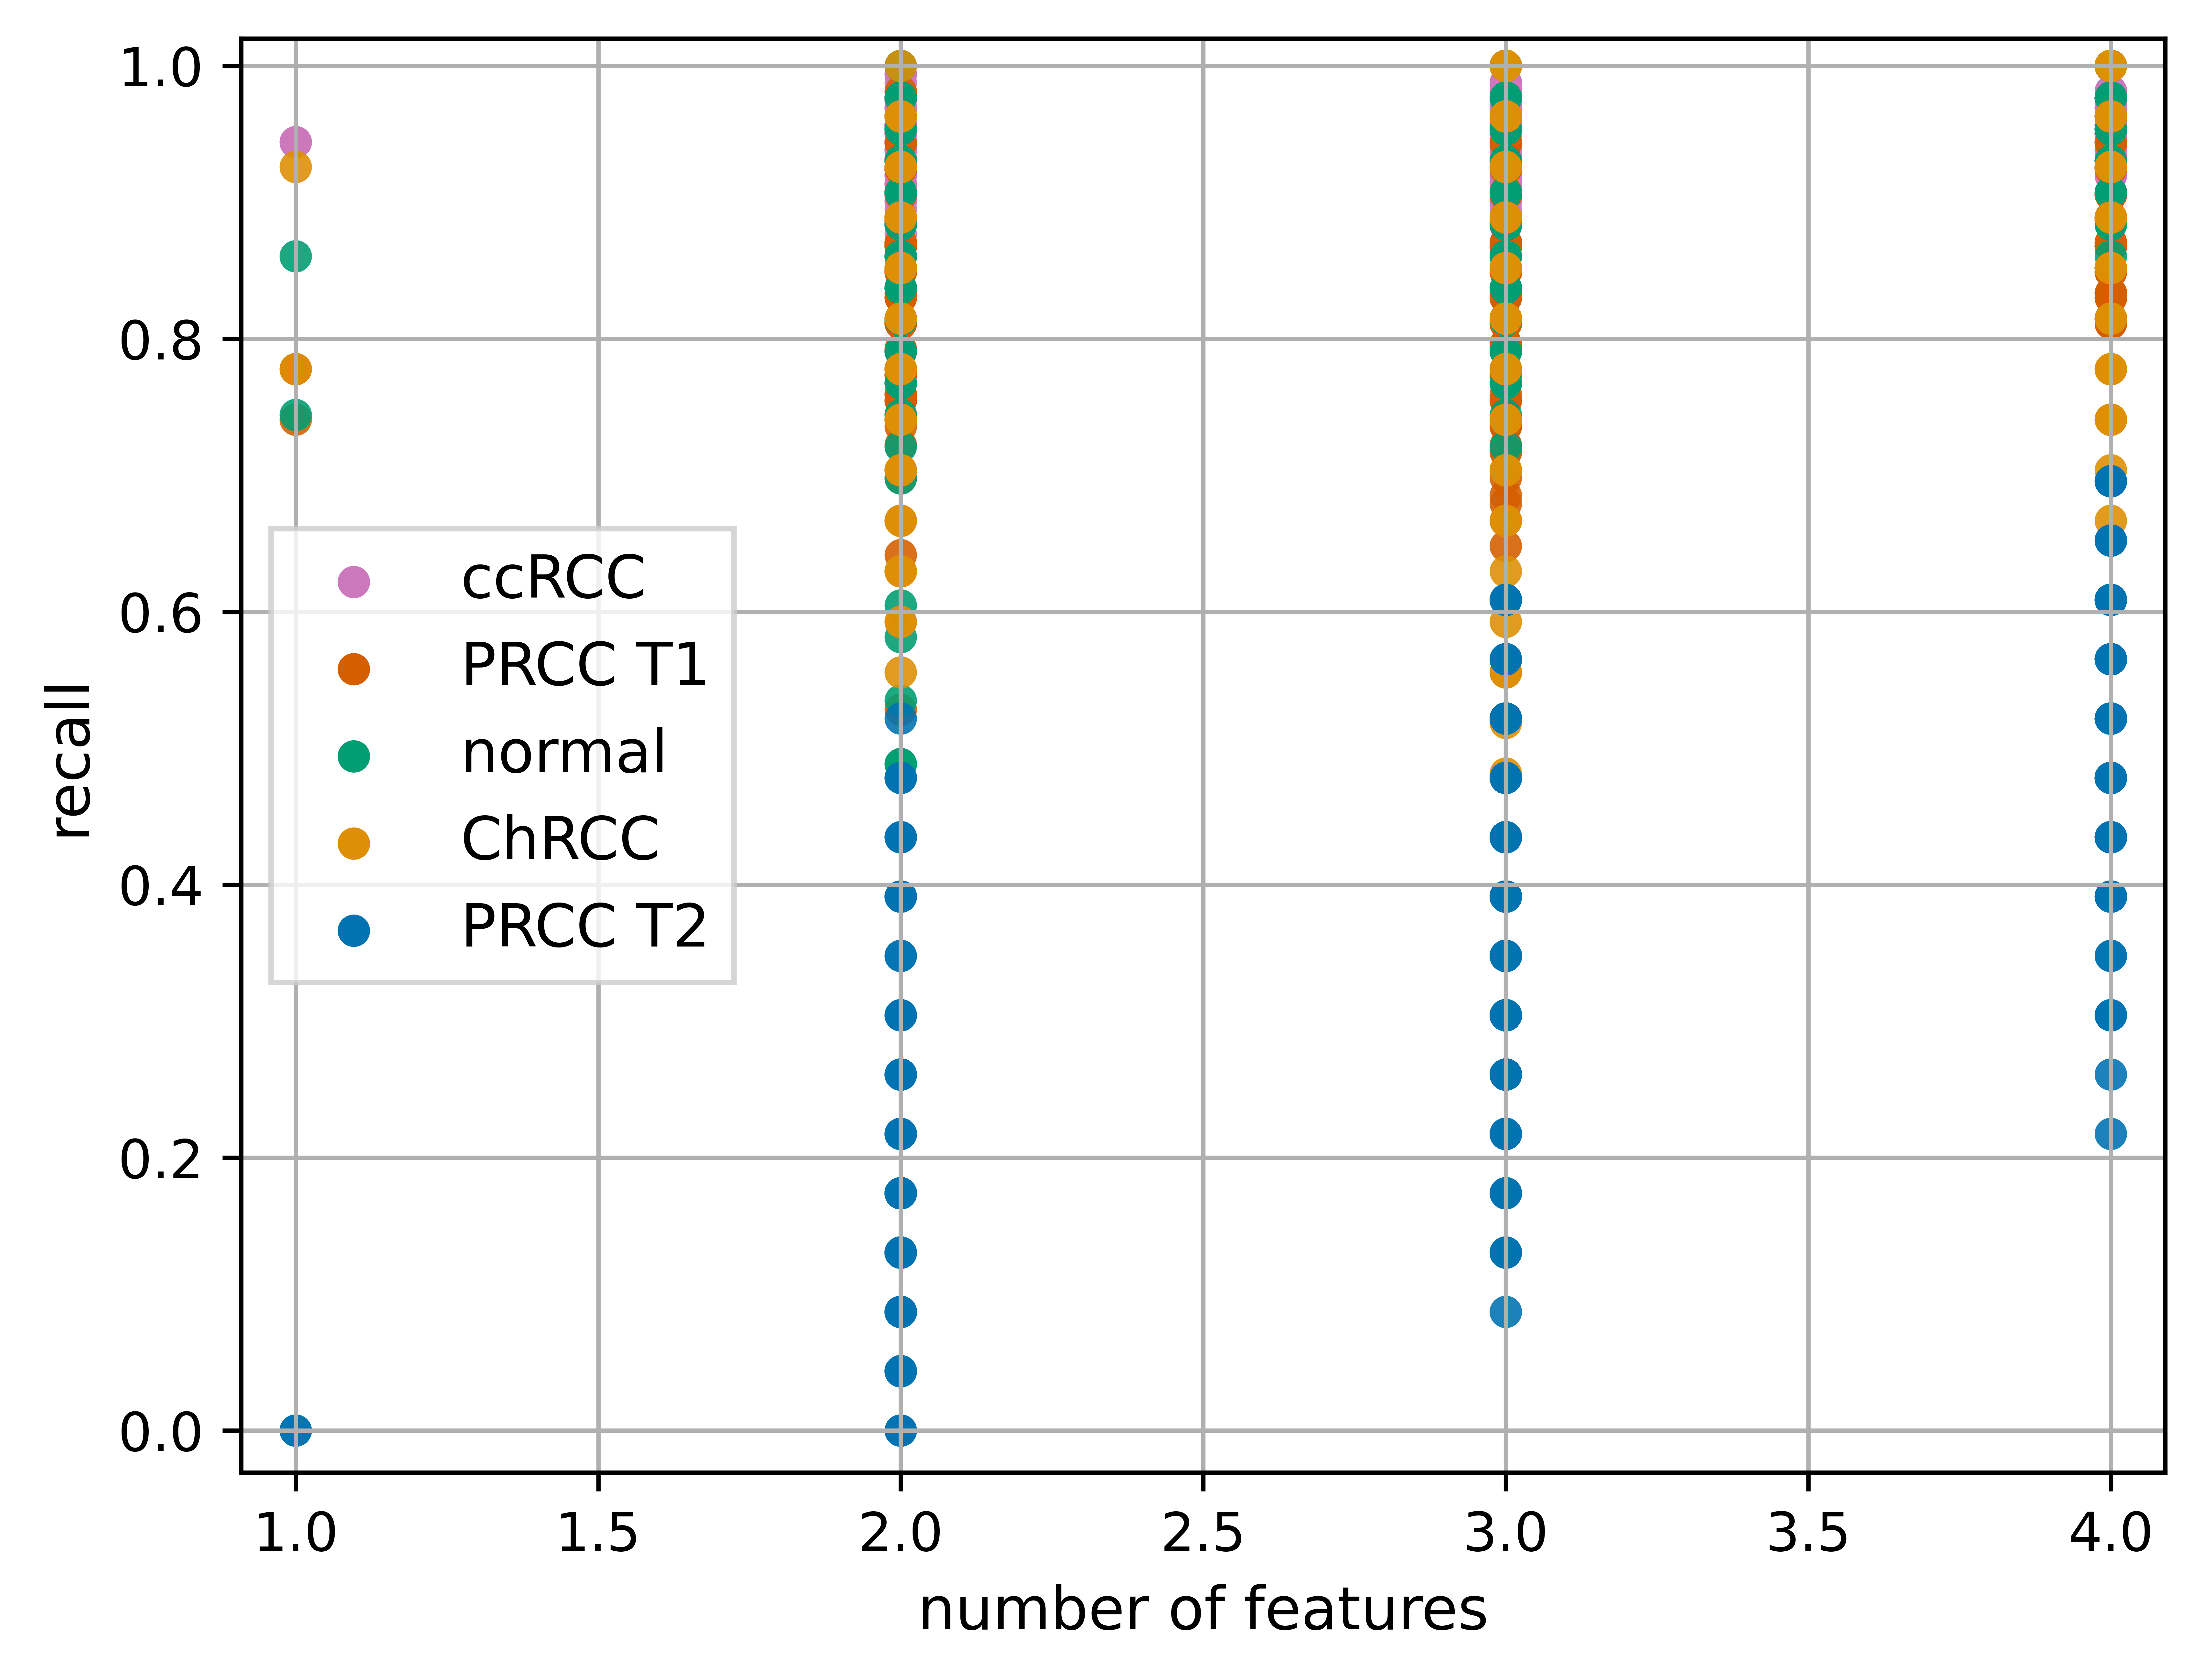 1.0
0.8
0.6
0.4
0.2
0.0
recall
ccRCC
PRCC T1
normal
ChRCC
PRCC T2
1.0 1.5 2.0 2.5 3.0 3.5 4.0
number of features